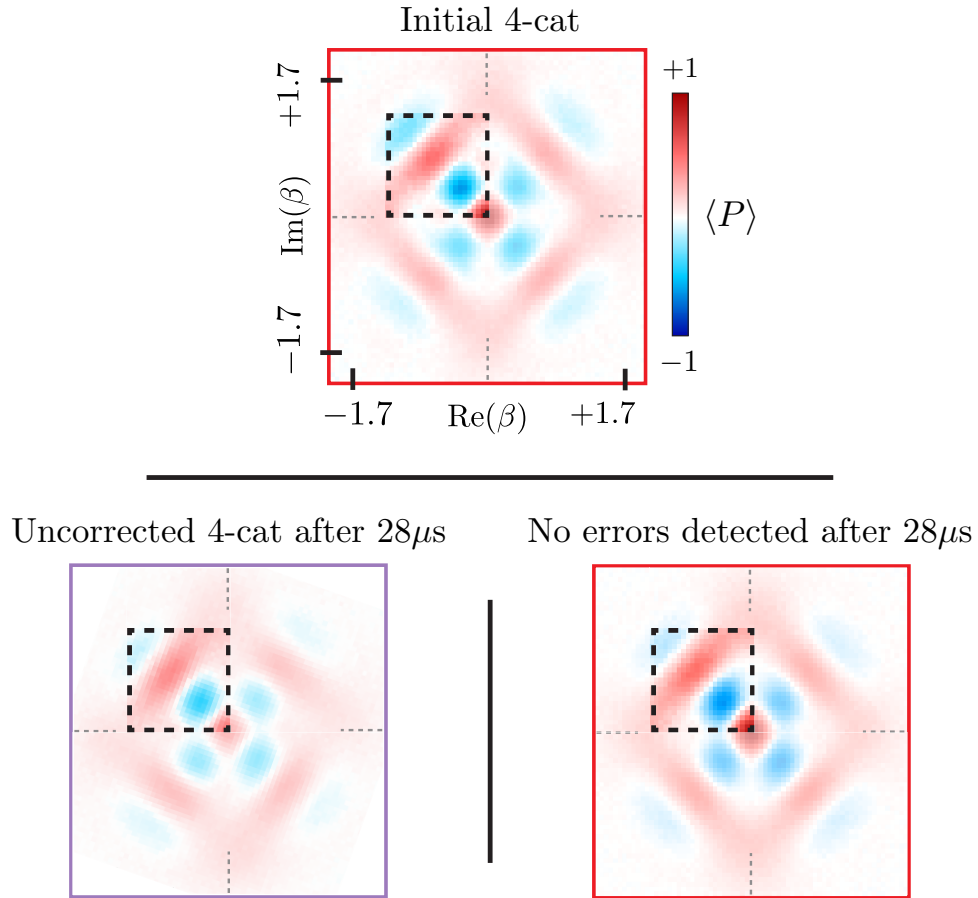 Initial 4-cat
+1.7
Im(β)
−1.7
−1.7
Re(β)
+1.7
+1
⟨P⟩
−1
Uncorrected 4-cat after 28μs
No errors detected after 28μs